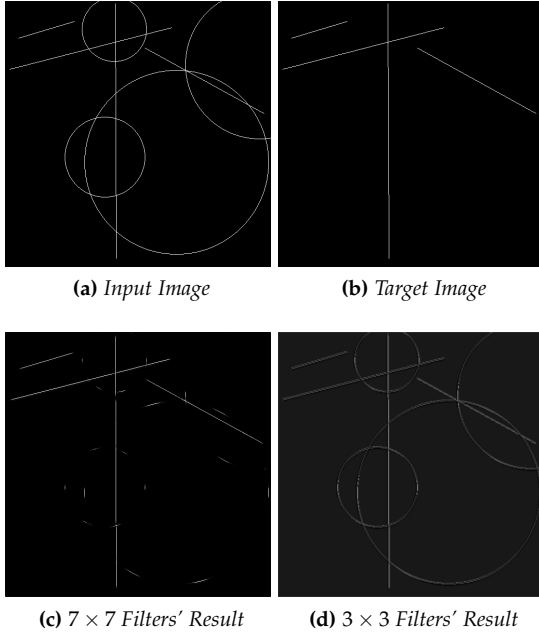 (a) Input Image
(b) Target Image
(c) 7 × 7 Filters' Result
(d) 3 × 3 Filters' Result